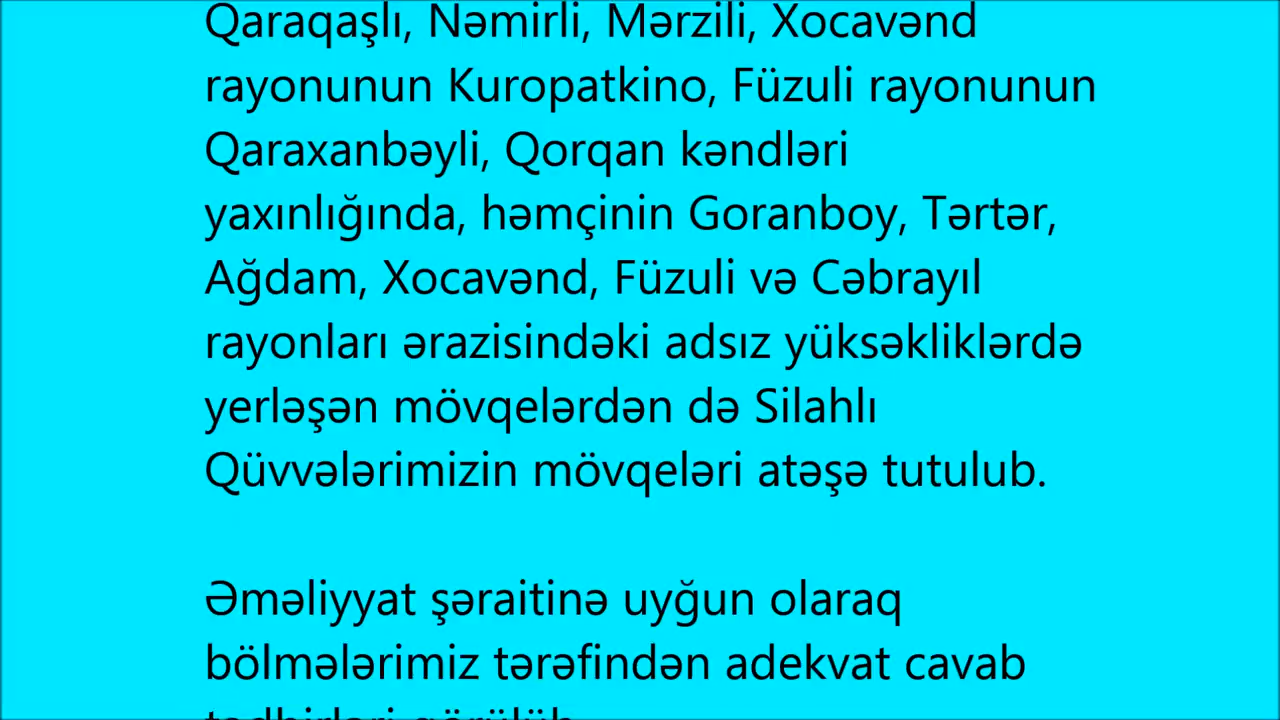 Qaraqaşlı, Nəmirli, Mərzili, Xocavənd
rayonunun Kuropatkino, Füzuli rayonunun
Qaraxanbəyli, Qorqan kəndləri
yaxınlığında, həmçinin Goranboy, Tərtər,
Ağdam, Xocavənd, Füzuli və Cəbrayıl
rayonları ərazisindəki adsız yüksəkliklərdə
yerləşən mövqelərdən də Silahlı
Qüvvələrimizin mövqeləri atəşə tutulub.
Əməliyyat şəraitinə uyğun olaraq
bölmələrimiz tərəfindən adekvat cavab